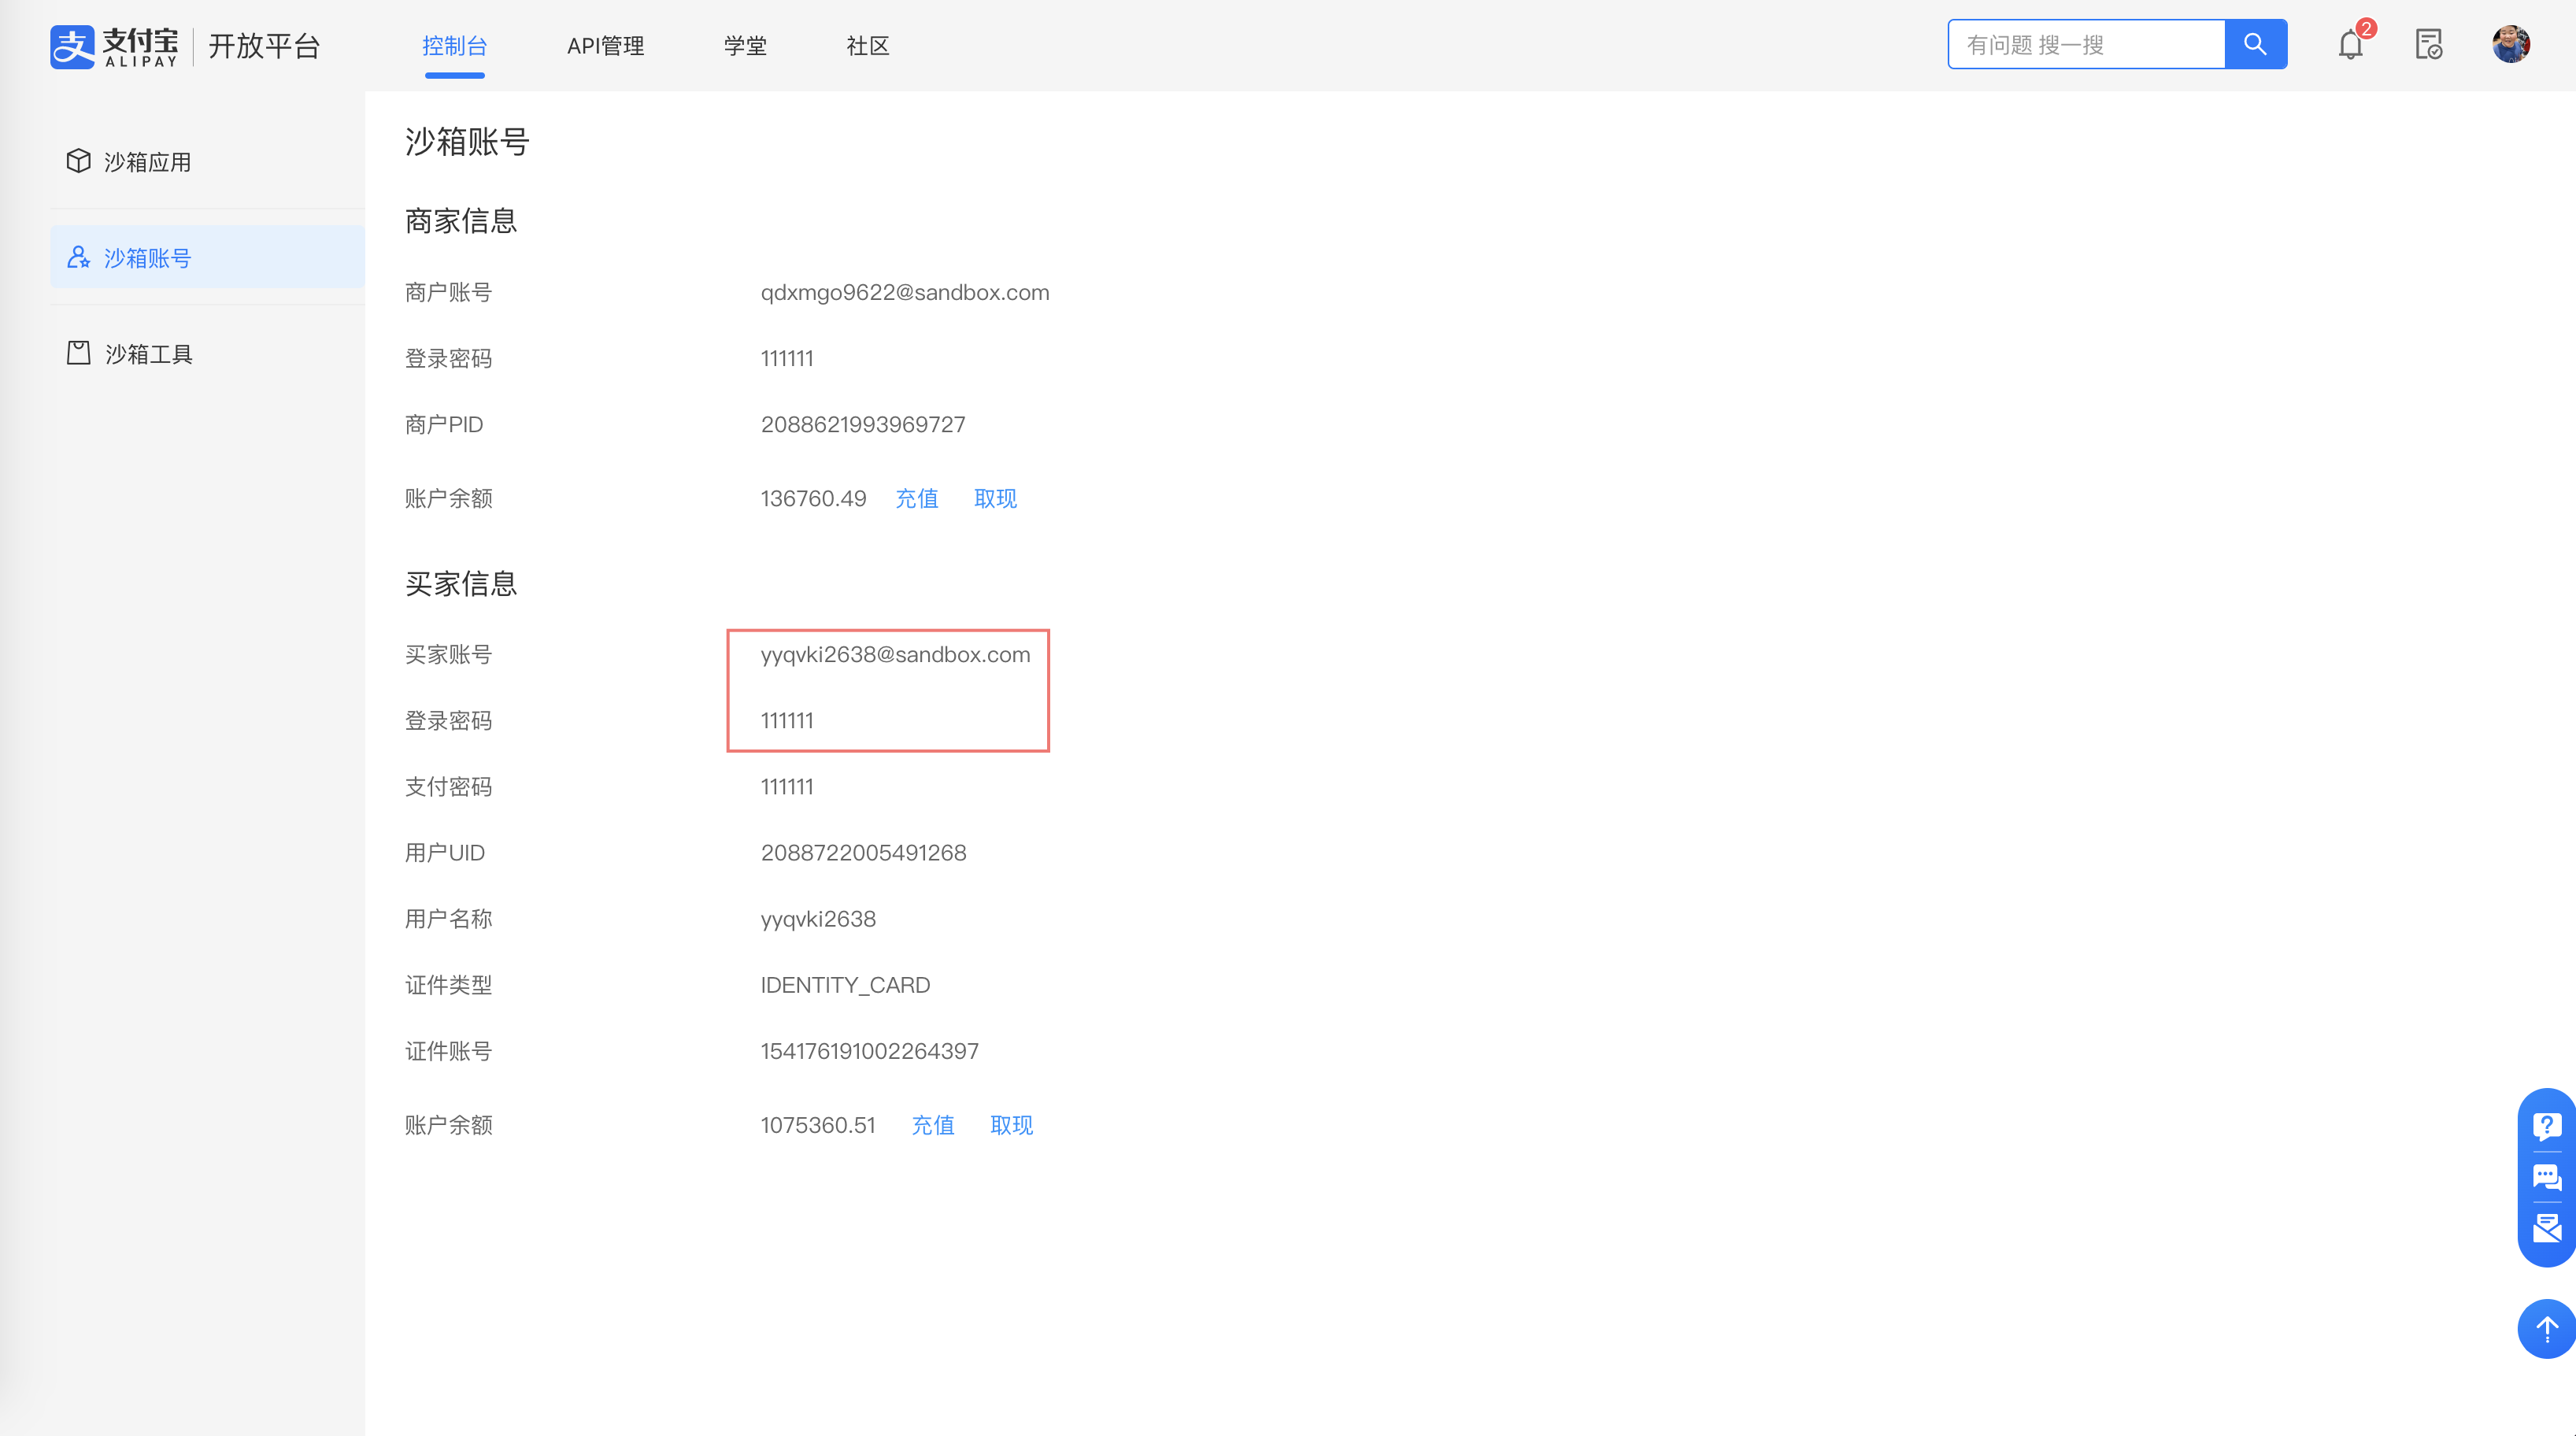 支付宝 ALIPAY 开放平台 控制台 API管理 学堂 社区 有问题 搜一搜 2
沙箱应用
沙箱账号
沙箱工具
沙箱账号
商家信息
商户账号 qdxmgo9622@sandbox.com
登录密码 111111
商户PID 2088621993969727
账户余额 136760.49 充值 取现
买家信息
买家账号 yyqvki2638@sandbox.com
登录密码 111111
支付密码 111111
用户UID 2088722005491268
用户名称 yyqvki2638
证件类型 IDENTITY_CARD
证件账号 154176191002264397
账户余额 1075360.51 充值 取现